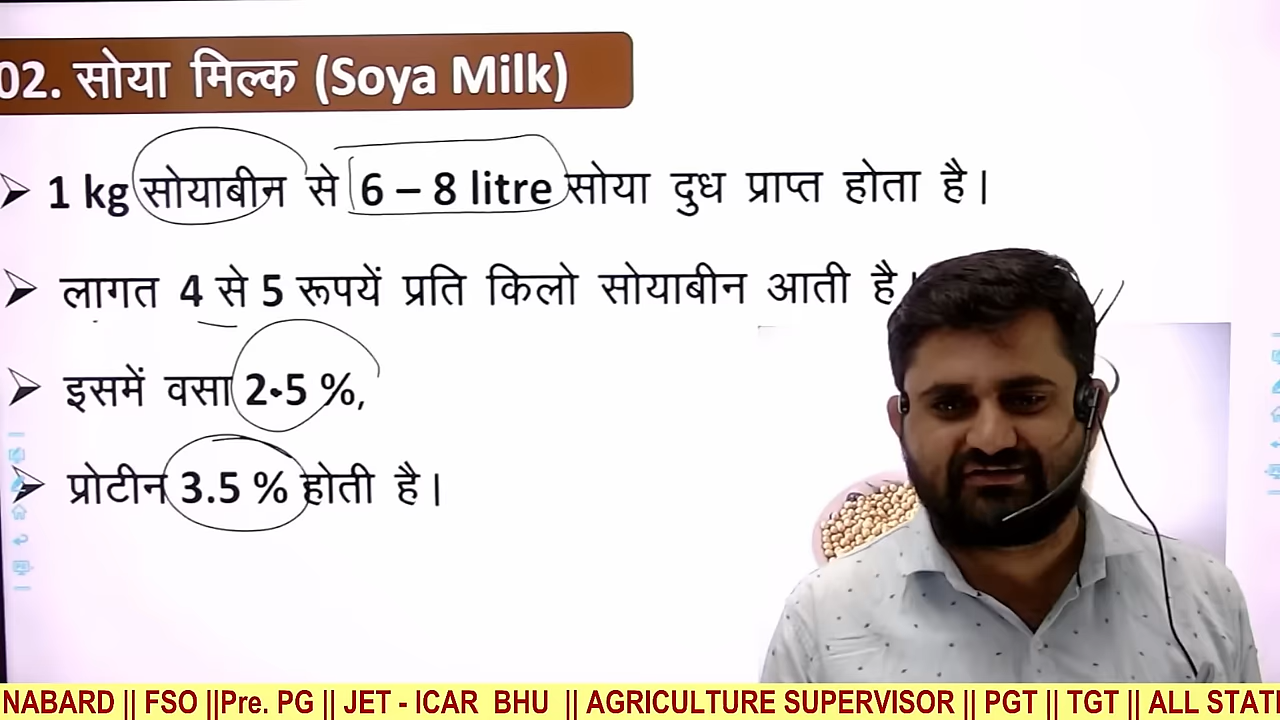 02. सोया मिल्क (Soya Milk)
1 kg सोयाबीन से 6 – 8 litre सोया दुध प्राप्त होता है।
लागत 4 से 5 रूपयें प्रति किलो सोयाबीन आती है।
इसमें वसा 2·5 %,
प्रोटीन 3.5 % होती है।
NABARD || FSO ||Pre. PG || JET - ICAR BHU || AGRICULTURE SUPERVISOR || PGT || TGT || ALL STATE